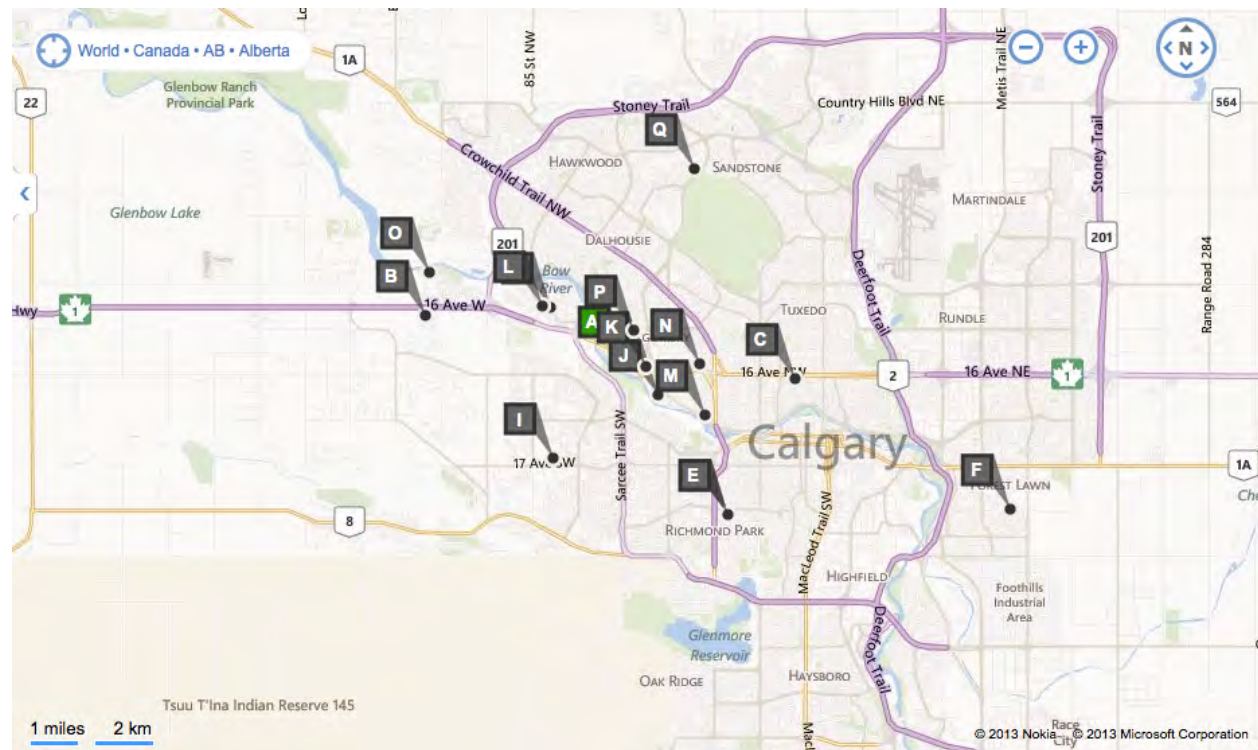 World • Canada • AB • Alberta
1A
22
Glenbow Ranch
Provincial Park
85 St NW
Stoney Trail
Country Hills Blvd NE
Metis Trail NE
N
564
Q
HAWKWOOD
SANDSTONE
Crowchild Trail NW
Stoney Trail
MARTINDALE
Glenbow Lake
O
DALHOUSIE
201
201
B
L
Bow
River
Deerfoot Trail
Range Road 284
P
16 Ave W
1
A
K
N
TUXEDO
RUNDLE
J
C
M
16 Ave NW
2
16 Ave NE
1
I
17 Ave SW
Sarcee Trail SW
Calgary
E
F
FOREST LAWN
1A
8
RICHMOND PARK
MacLeod Trail SW
HIGHFIELD
Foothills
Industrial
Area
Glenmore
Reservoir
Deerfoot Trail
OAK RIDGE
HAYSBORO
Tsuu T'Ina Indian Reserve 145
1 miles
2 km
Race
City
© 2013 Nokia
© 2013 Microsoft Corporation